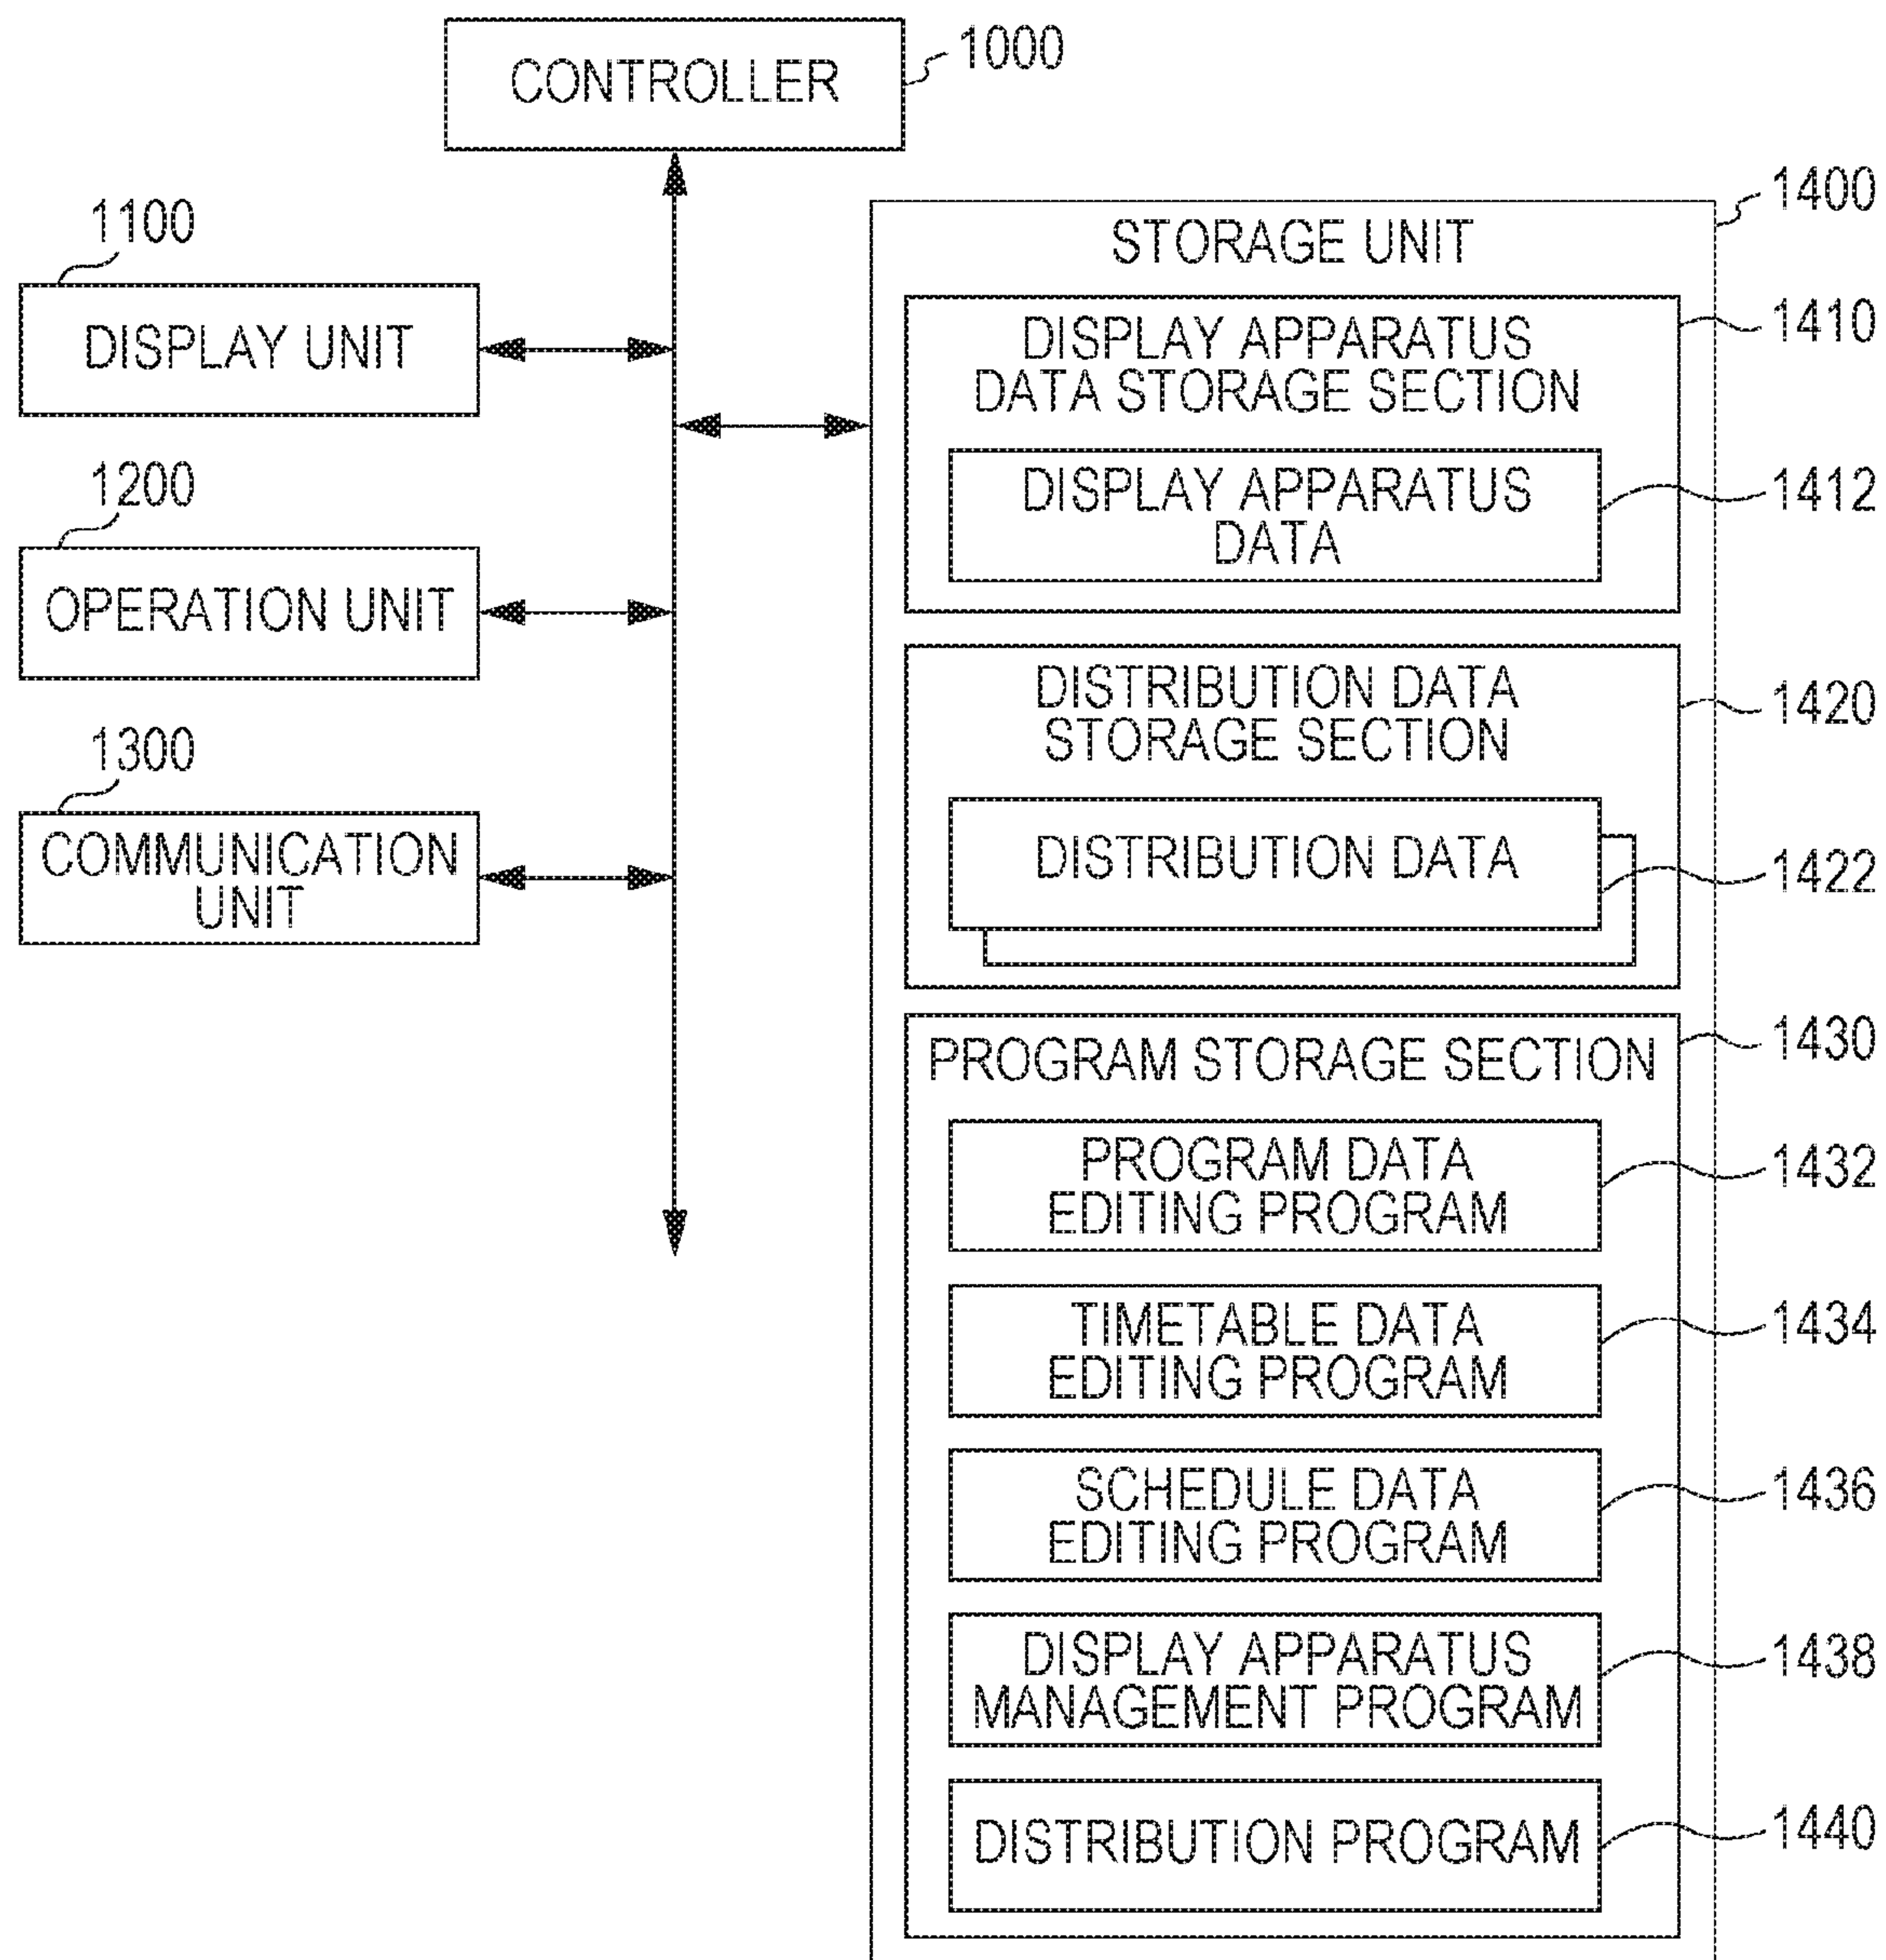 CONTROLLER
1000
1100
DISPLAY UNIT
1200
OPERATION UNIT
1300
COMMUNICATION
UNIT
1400
STORAGE UNIT
1410
DISPLAY APPARATUS
DATA STORAGE SECTION
DISPLAY APPARATUS
DATA
1412
DISTRIBUTION DATA
STORAGE SECTION
1420
DISTRIBUTION DATA
1422
PROGRAM STORAGE SECTION
1430
PROGRAM DATA
EDITING PROGRAM
1432
TIMETABLE DATA
EDITING PROGRAM
1434
SCHEDULE DATA
EDITING PROGRAM
1436
DISPLAY APPARATUS
MANAGEMENT PROGRAM
1438
DISTRIBUTION PROGRAM
1440